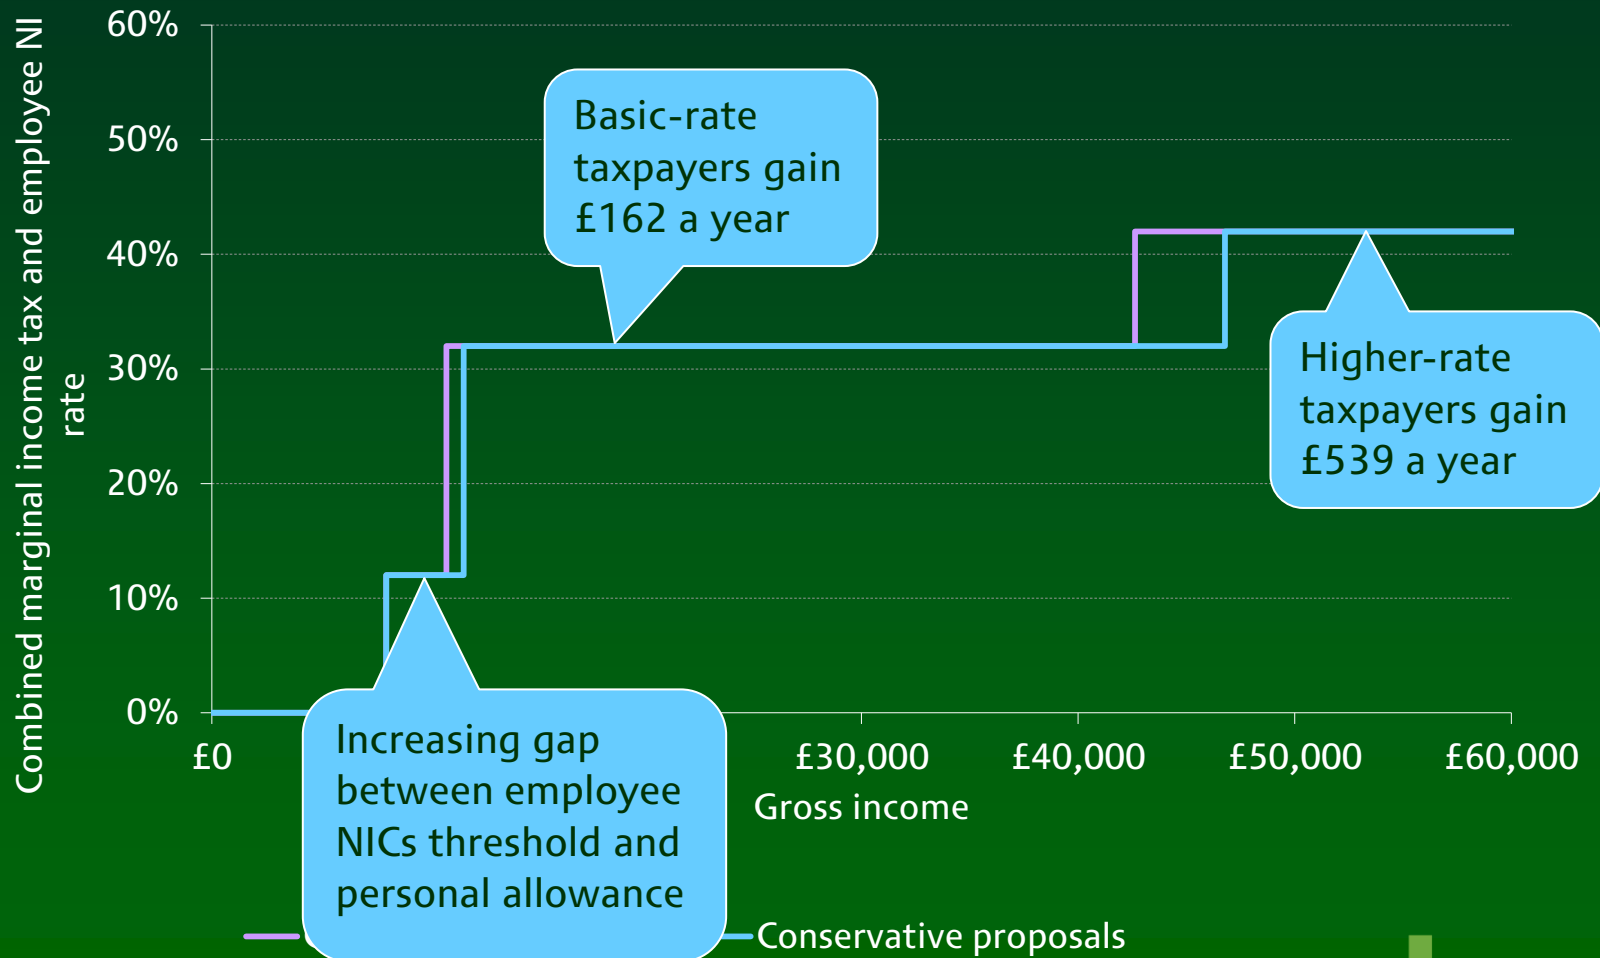 Combined marginal income tax and employee NI
rate
60%
50%
40%
30%
20%
10%
0%
Basic-rate
taxpayers gain
£162 a year
Higher-rate
taxpayers gain
£539 a year
Increasing gap
between employee
NICs threshold and
personal allowance
£0
£30,000
£40,000
£50,000
£60,000
Gross income
Conservative proposals